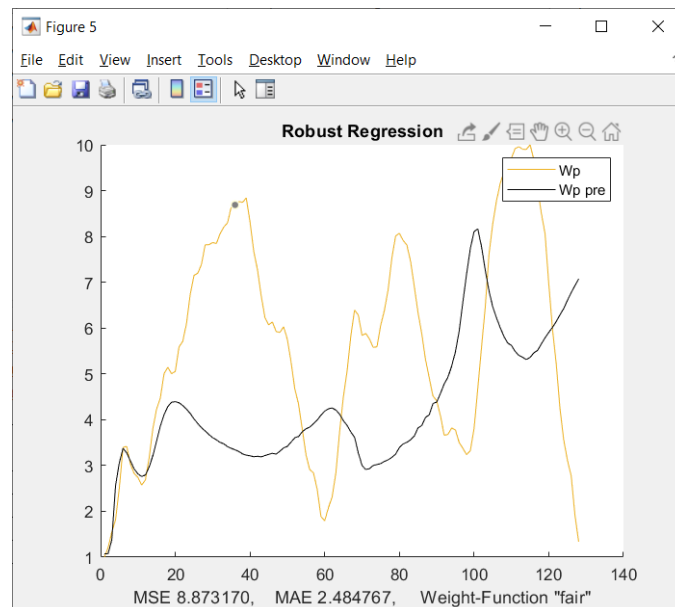 Figure 5
File Edit View Insert Tools Desktop Window Help
Robust Regression
Wp
Wp pre
10
9
8
7
6
5
4
3
2
1
0 20 40 60 80 100 120 140
MSE 8.873170, MAE 2.484767, Weight-Function "fair"